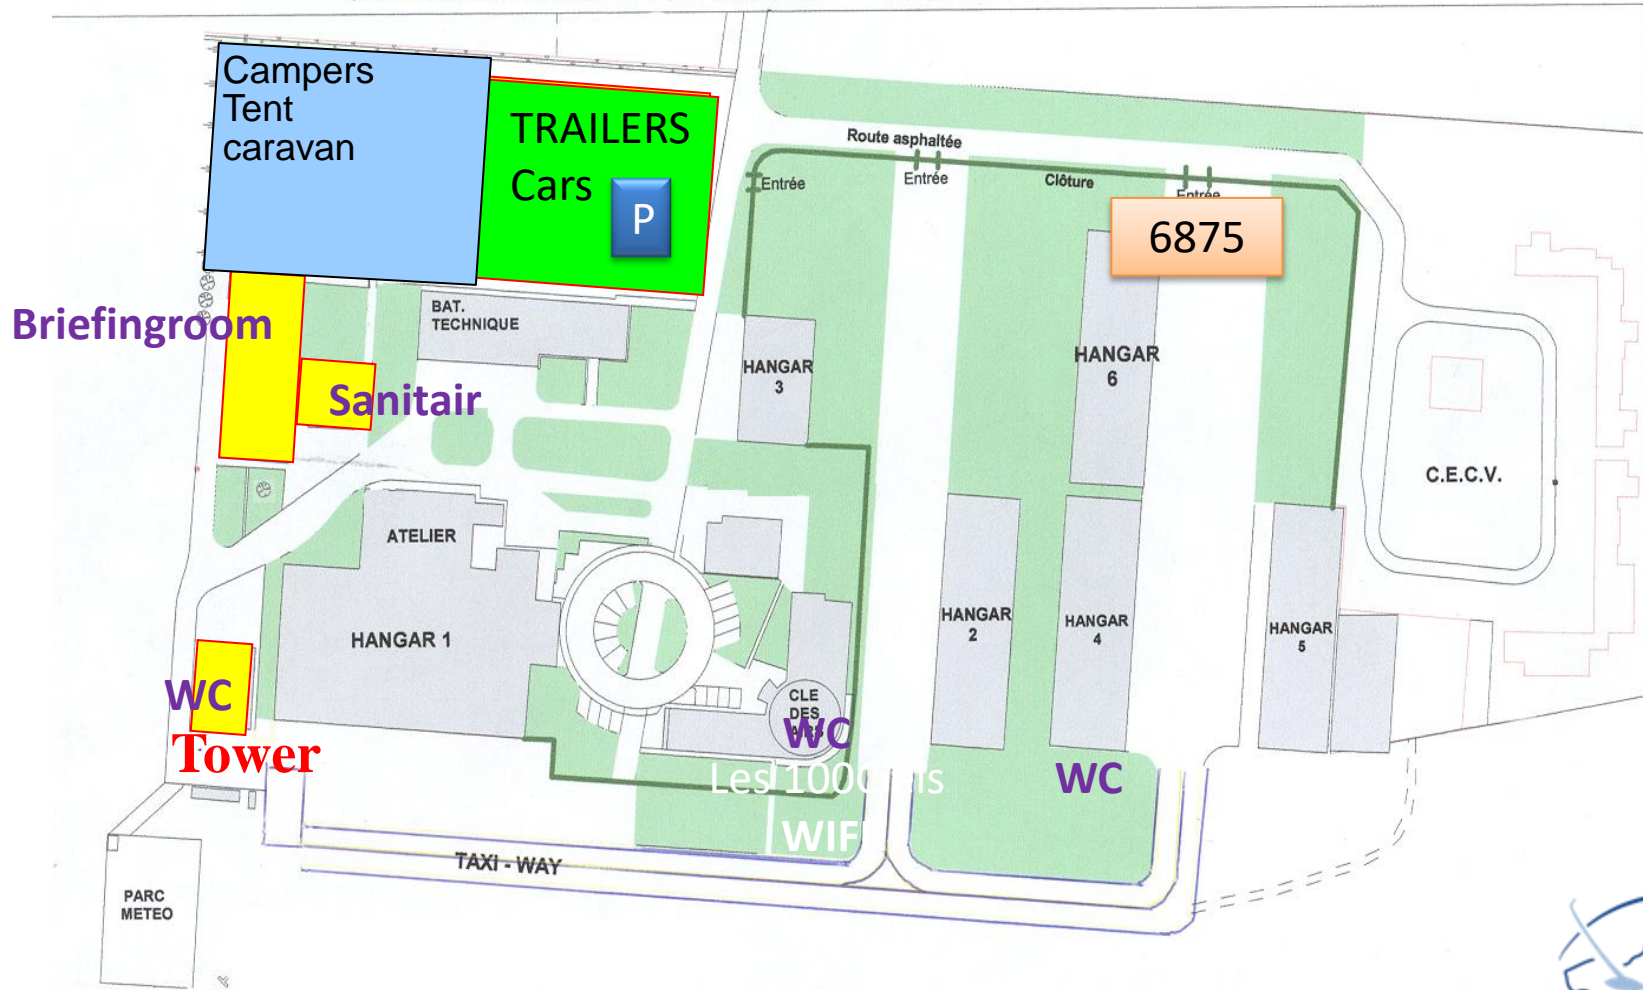 Campers
Tent
caravan
TRAILERS
Cars
P
Route asphaltée
Entrée
Entrée
Clôture
Entrée
6875
Briefingroom
BAT.
TECHNIQUE
Sanitair
HANGAR
3
HANGAR
6
C.E.C.V.
ATELIER
HANGAR 1
HANGAR
2
HANGAR
4
HANGAR
5
WC
Tower
CLE
DES
WC
Les
WC
TAXI - WAY
PARC
METEO